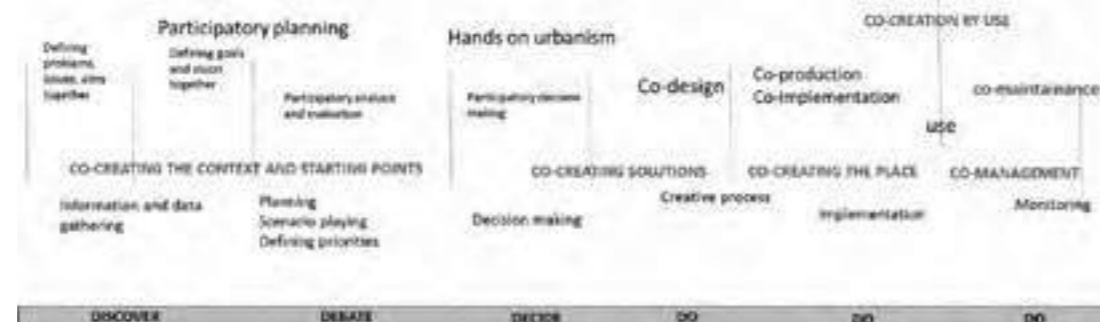 Participatory planning
Defining
problems,
issues, aims
together
Defining goals
and vision
together
Participatory analysis
and evaluation
Hands on urbanism
Participatory decision
making
Co-design
Co-production
Co-implementation
CO-CREATION BY USE
co-maintainance
use
CO-CREATING THE CONTEXT AND STARTING POINTS
CO-CREATING SOLUTIONS
CO-CREATING THE PLACE
CO-MANAGEMENT
Information and data
gathering
Planning
Scenario playing
Defining priorities
Decision making
Creative process
Implementation
Monitoring
DISCOVER
DEBATE
DECIDE
DO
DO
DO